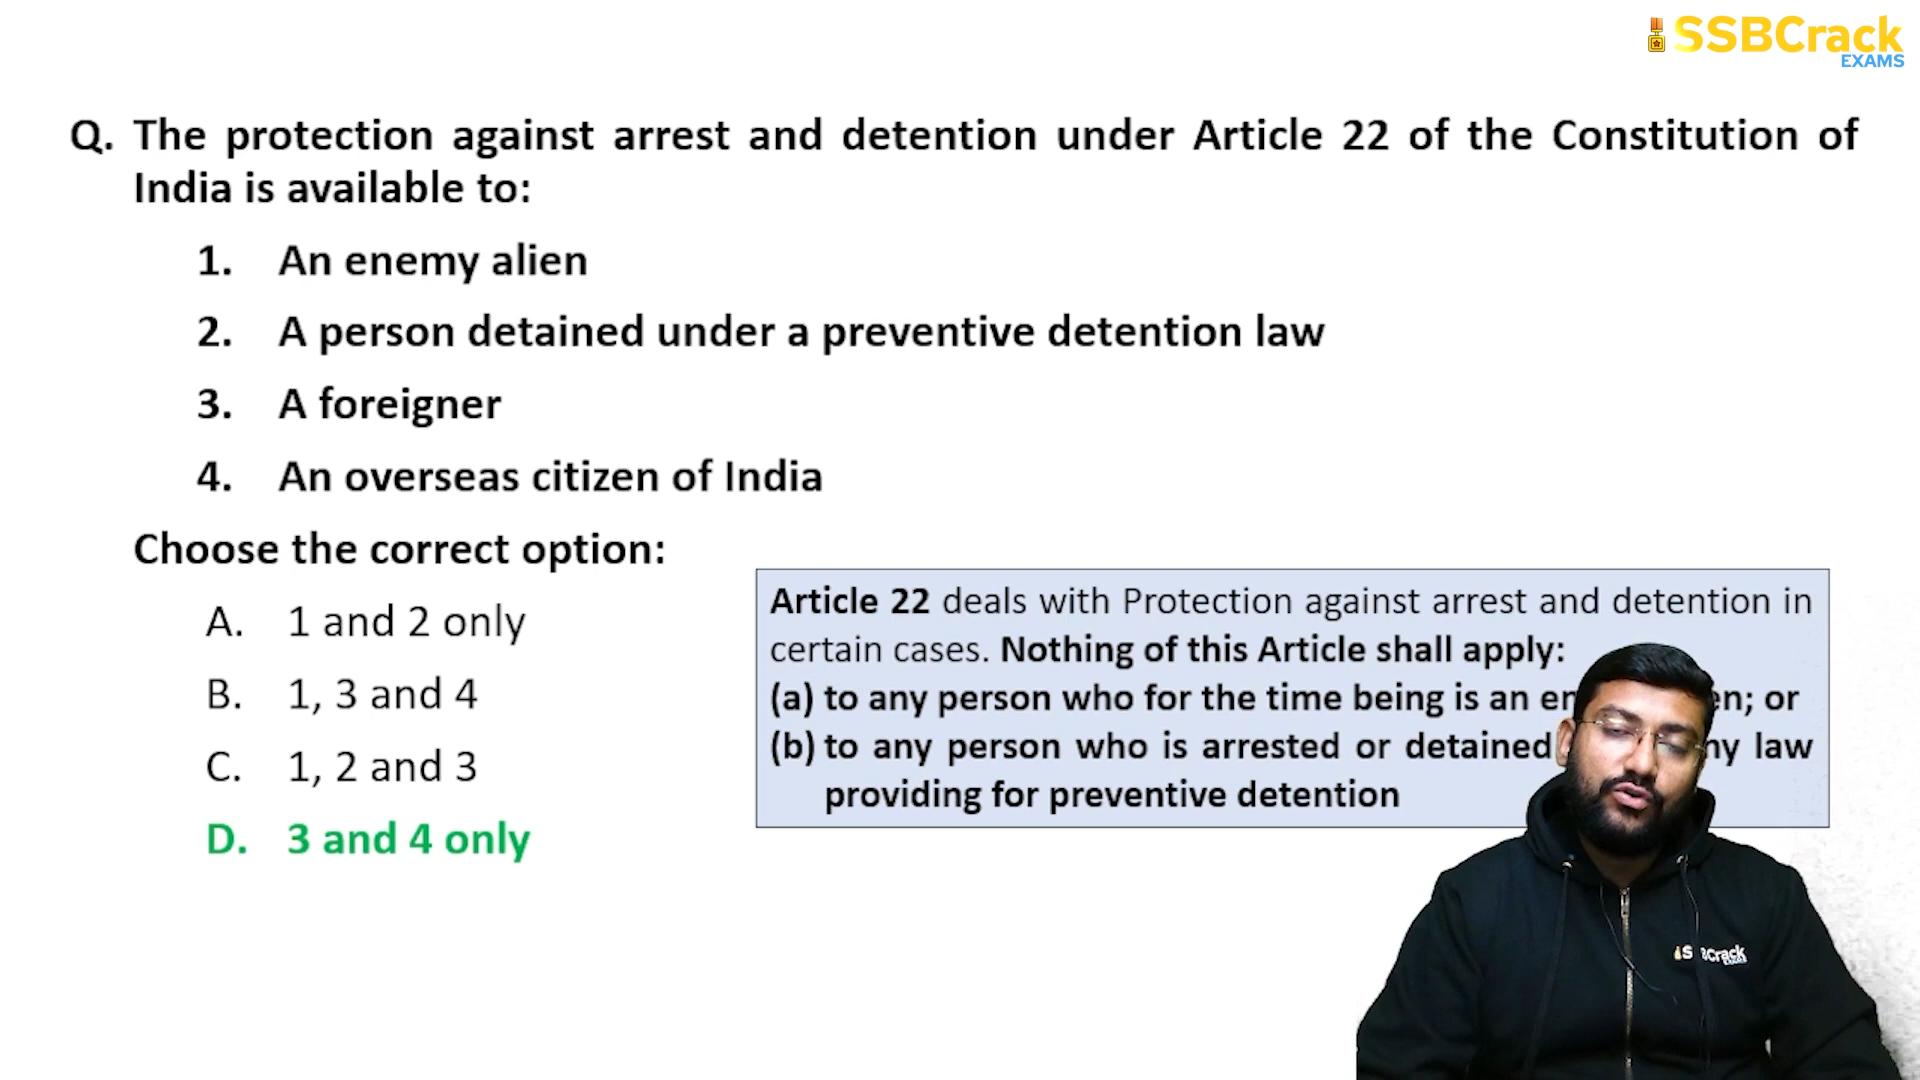 SSBCrack
EXAMS
Q. The protection against arrest and detention under Article 22 of the Constitution of
India is available to:
1. An enemy alien
2. A person detained under a preventive detention law
3. A foreigner
4. An overseas citizen of India
Choose the correct option:
A. 1 and 2 only
B. 1, 3 and 4
C. 1, 2 and 3
D. 3 and 4 only
Article 22 deals with Protection against arrest and detention in
certain cases. Nothing of this Article shall apply:
(a) to any person who for the time being is an or
(b) to any person who is arrested or detained law
providing for preventive detention